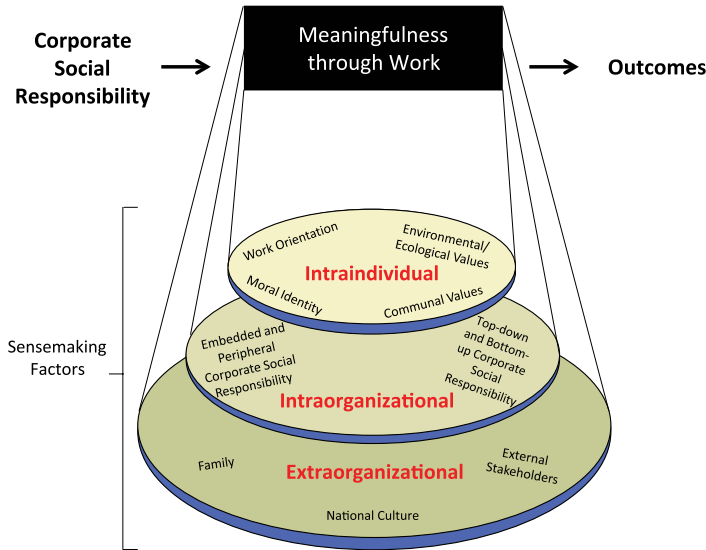 Corporate
Social
Responsibility
Meaningfulness
through Work
Outcomes
Sensemaking
Factors
Work Orientation
Environmental/
Ecological Values
Intraindividual
Moral Identity
Communal Values
Embedded and
Peripheral
Corporate Social
Responsibility
Top-down
and Bottom-
up Corporate
Social
Responsibility
Intraorganizational
Family
Extraorganizational
External
Stakeholders
National Culture